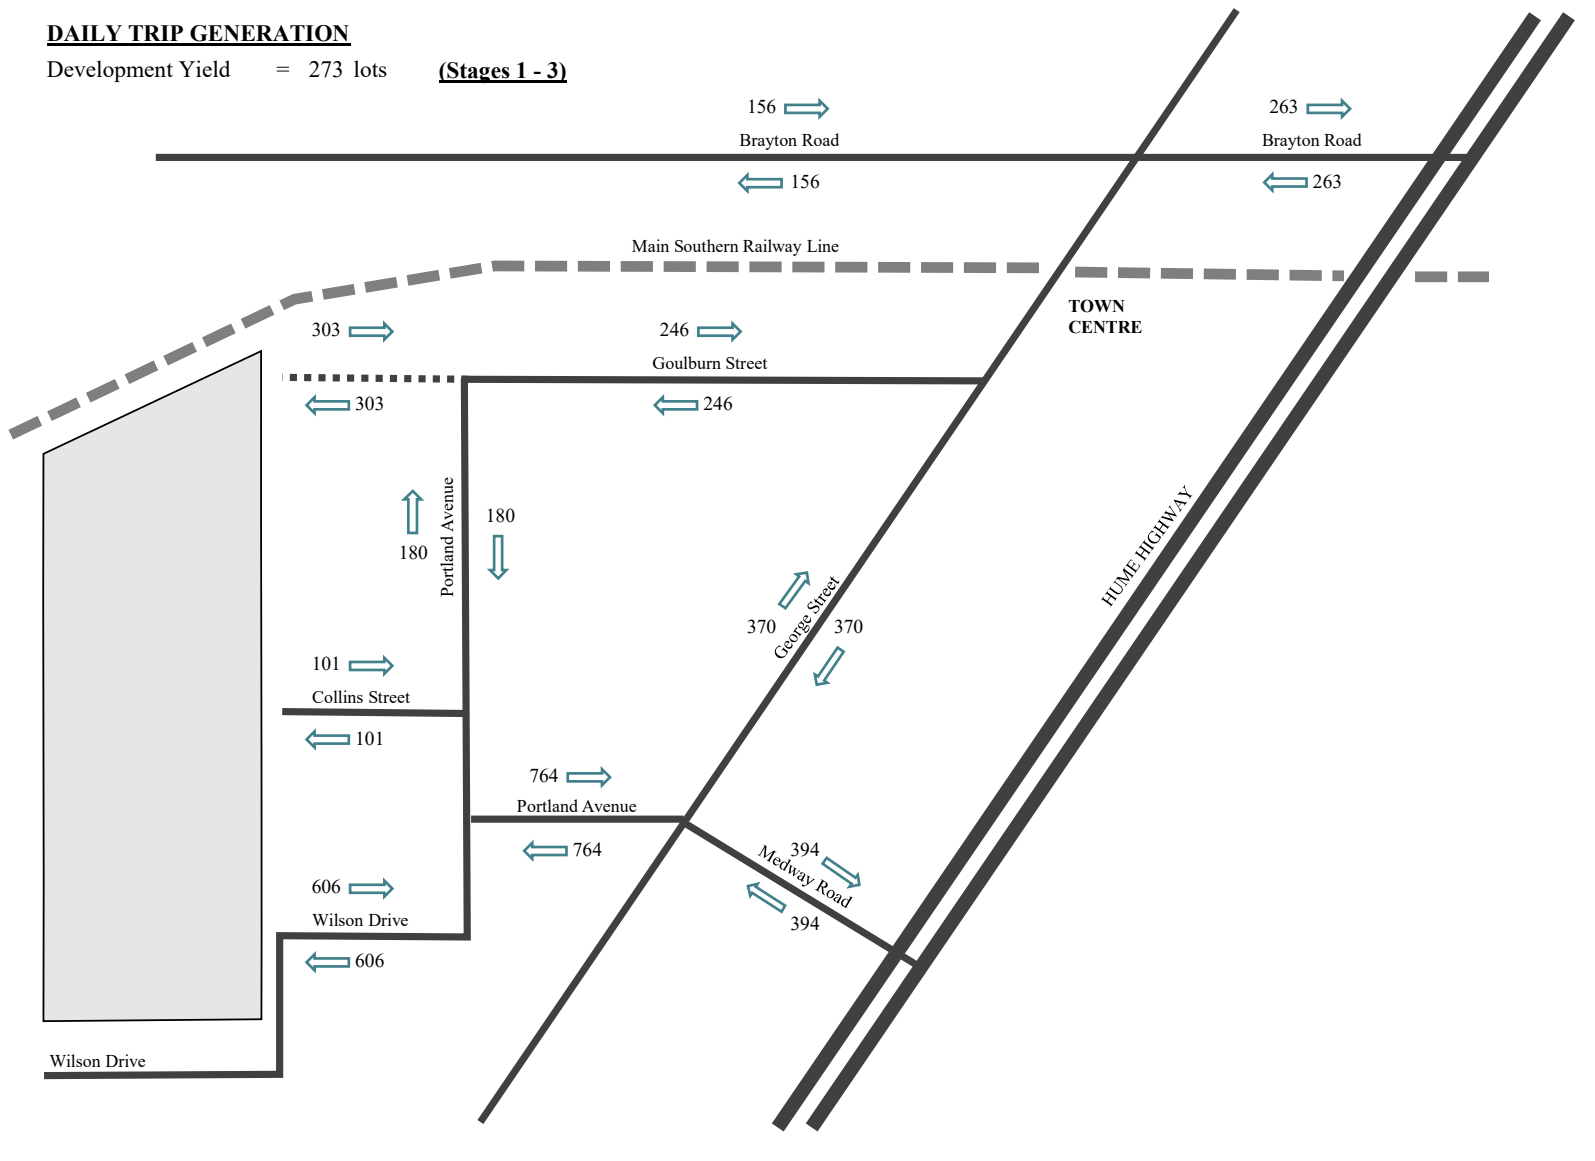 DAILY TRIP GENERATION
Development Yield = 273 lots (Stages 1 - 3)
156
263
Brayton Road
Brayton Road
156
263
Main Southern Railway Line
TOWN
CENTRE
303
246
Goulburn Street
303
246
Portland Avenue
180
180
HUME HIGHWAY
George Street
370
370
101
Collins Street
101
764
Portland Avenue
764
394
Medway Road
394
606
Wilson Drive
606
Wilson Drive